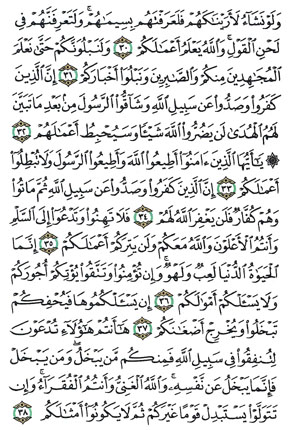 وَلَوْ نَشَآءُ لَأَرَيْنَٰكَهُمْ فَلَعَرَفْتَهُم بِسِيمَٰهُمْ ۚ وَلَتَعْرِفَنَّهُمْ فِى
لَحْنِ ٱلْقَوْلِ ۚ وَٱللَّهُ يَعْلَمُ أَعْمَٰلَكُمْ ٣٠ وَلَنَبْلُوَنَّكُمْ حَتَّىٰ نَعْلَمَ
ٱلْمُجَٰهِدِينَ مِنكُمْ وَٱلصَّٰبِرِينَ وَنَبْلُوَا۟ أَخْبَارَكُمْ ٣١ إِنَّ ٱلَّذِينَ
كَفَرُوا۟ وَصَدُّوا۟ عَن سَبِيلِ ٱللَّهِ وَشَآقُّوا۟ ٱلرَّسُولَ مِنۢ بَعْدِ مَا تَبَيَّنَ
لَهُمُ ٱلْهُدَىٰ لَن يَضُرُّوا۟ ٱللَّهَ شَيْـًٔا وَسَيُحْبِطُ أَعْمَٰلَهُمْ ٣٢
۞ يَٰٓأَيُّهَا ٱلَّذِينَ ءَامَنُوٓا۟ أَطِيعُوا۟ ٱللَّهَ وَأَطِيعُوا۟ ٱلرَّسُولَ وَلَا تُبْطِلُوٓا۟
أَعْمَٰلَكُمْ ٣٣ إِنَّ ٱلَّذِينَ كَفَرُوا۟ وَصَدُّوا۟ عَن سَبِيلِ ٱللَّهِ ثُمَّ مَاتُوا۟
وَهُمْ كُفَّارٌ فَلَن يَغْفِرَ ٱللَّهُ لَهُمْ ٣٤ فَلَا تَهِنُوا۟ وَتَدْعُوٓا۟ إِلَى ٱلسَّلْمِ
وَأَنتُمُ ٱلْأَعْلَوْنَ وَٱللَّهُ مَعَكُمْ وَلَن يَتِرَكُمْ أَعْمَٰلَكُمْ ٣٥ إِنَّمَا
ٱلْحَيَوٰةُ ٱلدُّنْيَا لَعِبٌ وَلَهْوٌ ۚ وَإِن تُؤْمِنُوا۟ وَتَتَّقُوا۟ يُؤْتِكُمْ أُجُورَكُمْ
وَلَا يَسْـَٔلْكُمْ أَمْوَٰلَكُمْ ٣٦ إِن يَسْـَٔلْكُمُوهَا فَيُحْفِكُمْ
تَبْخَلُوا۟ وَيُخْرِجْ أَضْغَٰنَكُمْ ٣٧ هَٰٓأَنتُمْ هَٰٓؤُلَآءِ تُدْعَوْنَ
لِتُنفِقُوا۟ فِى سَبِيلِ ٱللَّهِ فَمِنكُم مَّن يَبْخَلُ ۖ وَمَن يَبْخَلْ
فَإِنَّمَا يَبْخَلُ عَن نَّفْسِهِۦ ۚ وَٱللَّهُ ٱلْغَنِىُّ وَأَنتُمُ ٱلْفُقَرَآءُ ۚ وَإِن
تَتَوَلَّوْا۟ يَسْتَبْدِلْ قَوْمًا غَيْرَكُمْ ثُمَّ لَا يَكُونُوٓا۟ أَمْثَٰلَكُم ٣٨